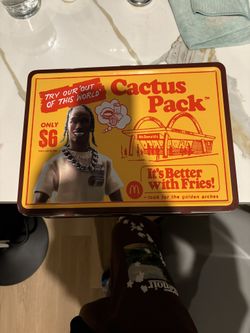 TRY OUR 'OUT
OF THIS WORLD'
Cactus
Pack™
ONLY
$6
McDonald's
It's Better
with Fries!
- look for the golden arches